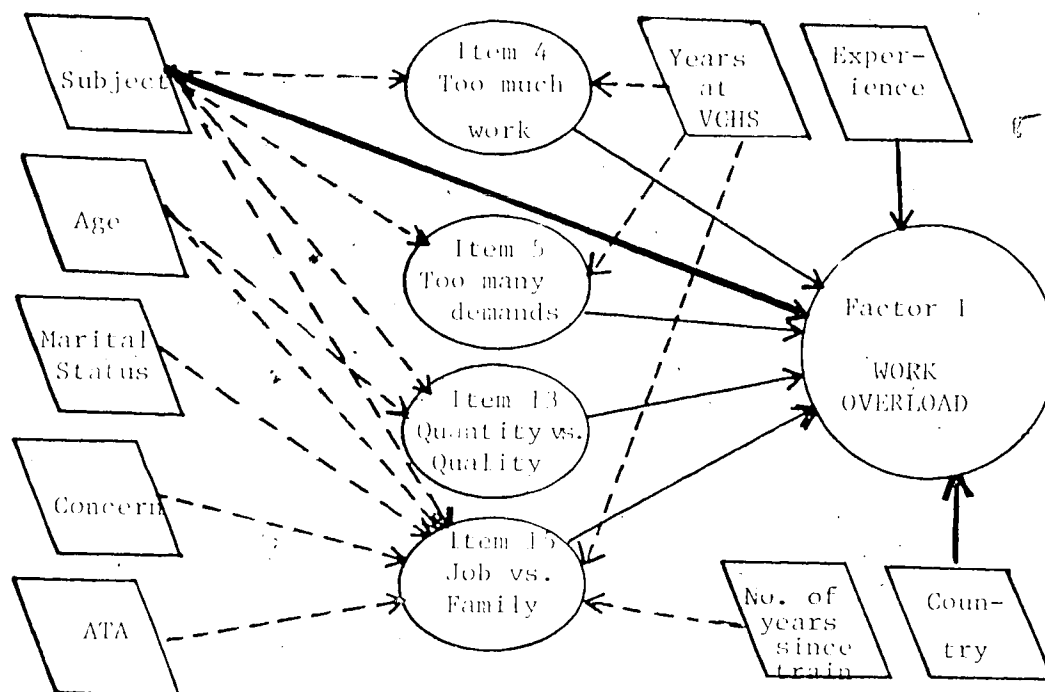 Subject
Item 4
Too much
work
Years
at
VCHS
Exper-
ience
Age
Item 5
Too many
demands
Factor 1
WORK
OVERLOAD
Marital
Status
Item 13
Quantity vs.
Quality
Concern
Item 15
Job vs.
Family
ATA
No. of
years
since
train
Coun-
try